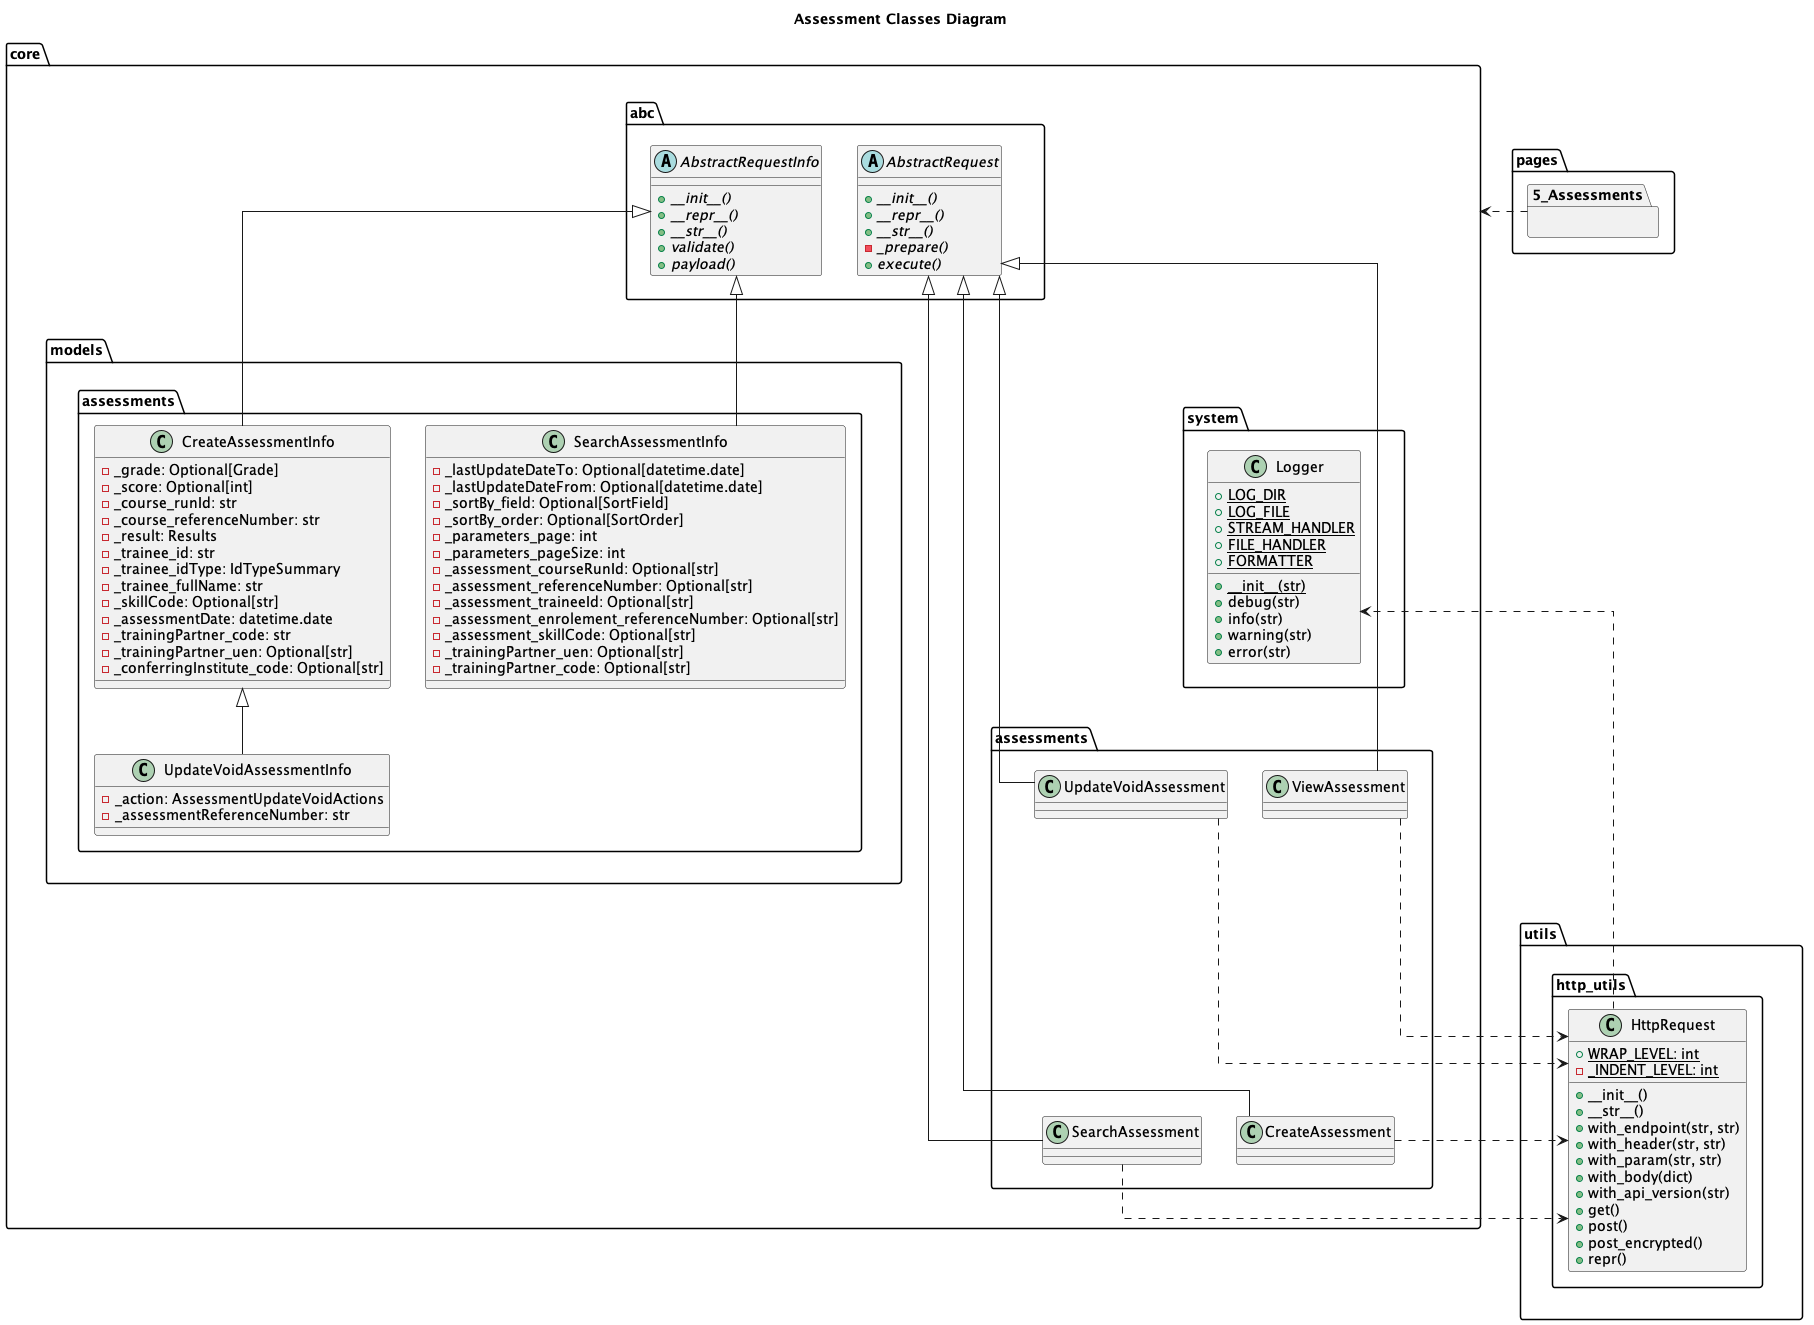 Assessment Classes Diagram
core
abc
A AbstractRequestInfo
__init__()
__repr__()
__str__()
validate()
payload()
A AbstractRequest
__init__()
__repr__()
__str__()
_prepare()
execute()
pages
5_Assessments
models
assessments
C CreateAssessmentInfo
_grade: Optional[Grade]
_score: Optional[int]
_course_runId: str
_course_referenceNumber: str
_result: Results
_trainee_id: str
_trainee_idType: IdTypeSummary
_trainee_fullName: str
_skillCode: Optional[str]
_assessmentDate: datetime.date
_trainingPartner_code: str
_trainingPartner_uen: Optional[str]
_conferringInstitute_code: Optional[str]
C SearchAssessmentInfo
_lastUpdateDateTo: Optional[datetime.date]
_lastUpdateDateFrom: Optional[datetime.date]
_sortBy_field: Optional[SortField]
_sortBy_order: Optional[SortOrder]
_parameters_page: int
_parameters_pageSize: int
_assessment_courseRunId: Optional[str]
_assessment_referenceNumber: Optional[str]
_assessment_traineeId: Optional[str]
_assessment_enrolement_referenceNumber: Optional[str]
_assessment_skillCode: Optional[str]
_trainingPartner_uen: Optional[str]
_trainingPartner_code: Optional[str]
C UpdateVoidAssessmentInfo
_action: AssessmentUpdateVoidActions
_assessmentReferenceNumber: str
system
C Logger
LOG_DIR
LOG_FILE
STREAM_HANDLER
FILE_HANDLER
FORMATTER
__init__(str)
debug(str)
info(str)
warning(str)
error(str)
assessments
C UpdateVoidAssessment
C ViewAssessment
C SearchAssessment
C CreateAssessment
utils
http_utils
C HttpRequest
WRAP_LEVEL: int
_INDENT_LEVEL: int
__init__()
__str__()
with_endpoint(str, str)
with_header(str, str)
with_param(str, str)
with_body(dict)
with_api_version(str)
get()
post()
post_encrypted()
repr()